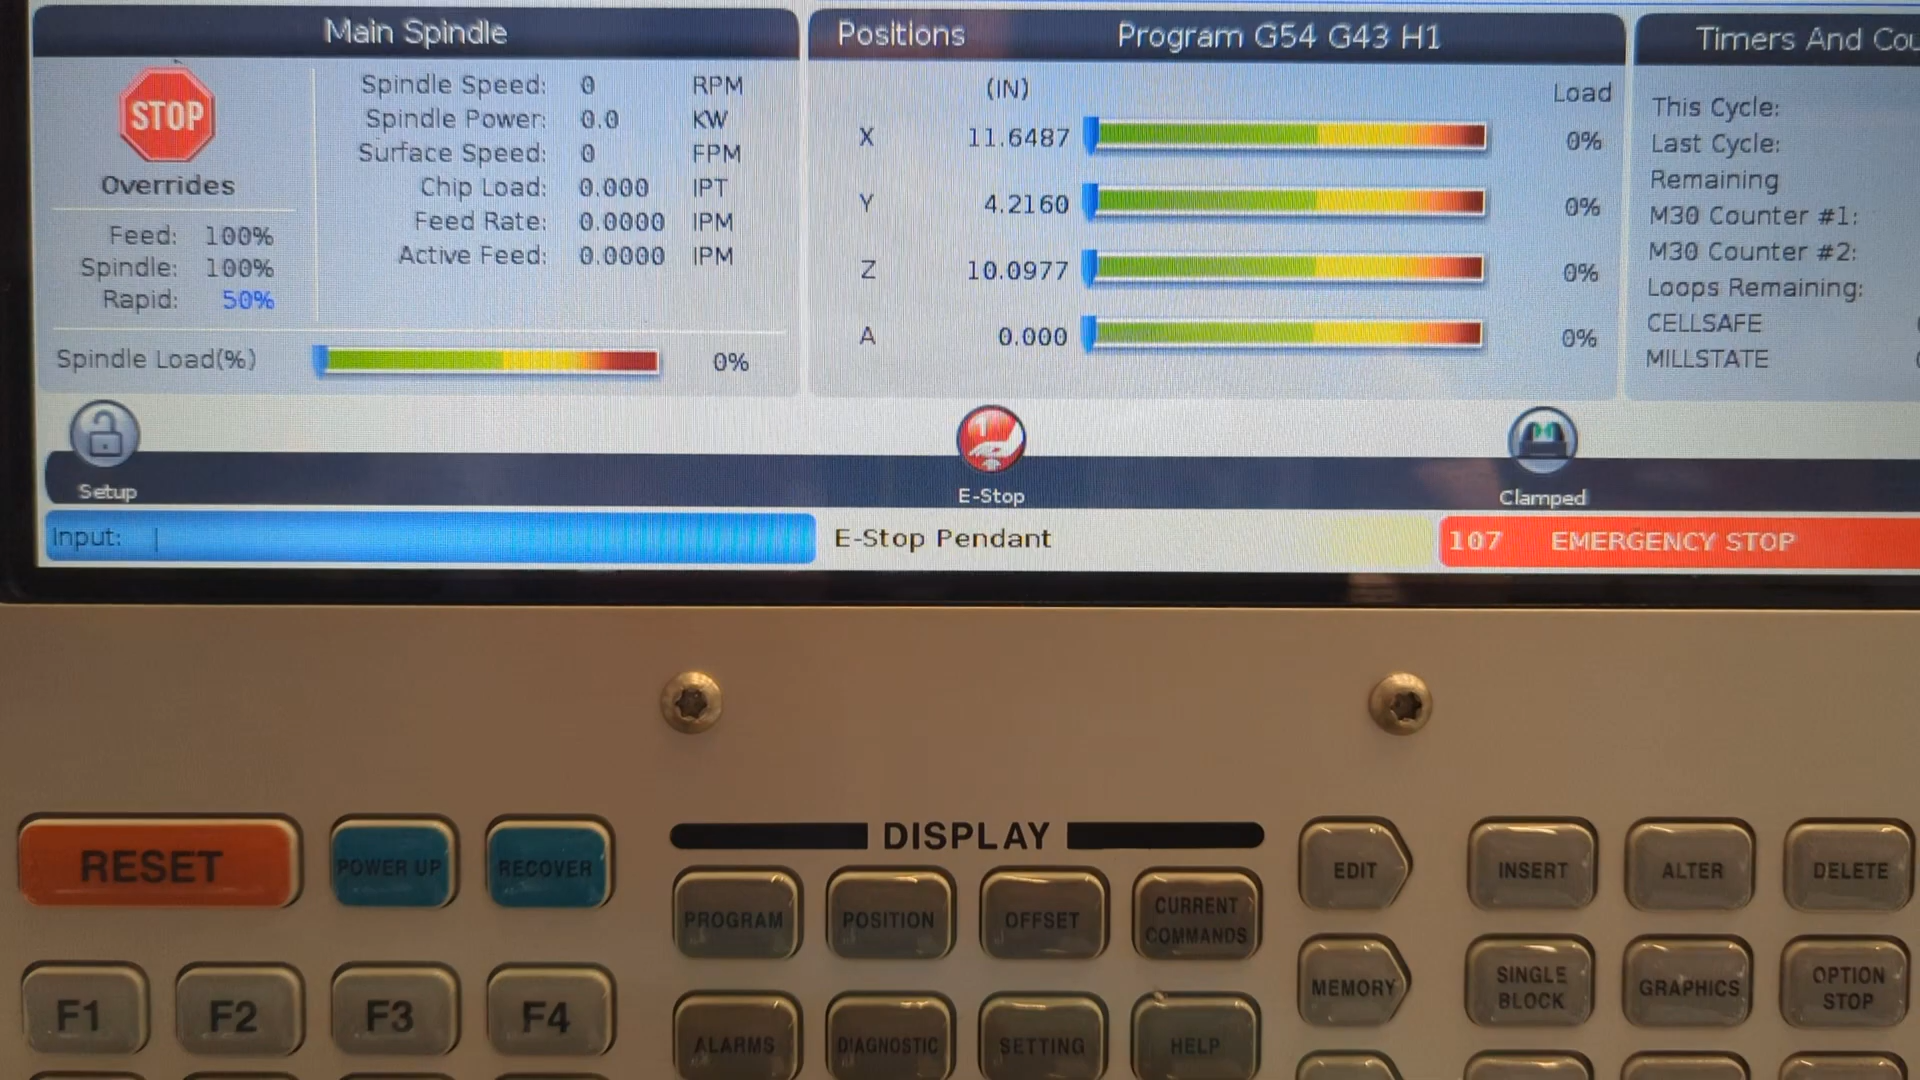 Main Spindle
STOP
Overrides
Feed: 100%
Spindle: 100%
Rapid: 50%
Spindle Speed: 0 RPM
Spindle Power: 0.0 KW
Surface Speed: 0 FPM
Chip Load: 0.000 IPT
Feed Rate: 0.0000 IPM
Active Feed: 0.0000 IPM
Spindle Load(%) 0%
Positions Program G54 G43 H1
(IN) Load
X 11.6487 0%
Y 4.2160 0%
Z 10.0977 0%
A 0.000 0%
Timers And Cou
This Cycle:
Last Cycle:
Remaining
M30 Counter #1:
M30 Counter #2:
Loops Remaining:
CELLSAFE
MILLSTATE
Setup
1
E-Stop
Clamped
Input:
E-Stop Pendant
107 EMERGENCY STOP
RESET
POWER UP
RECOVER
DISPLAY
PROGRAM
POSITION
OFFSET
CURRENT
COMMANDS
EDIT
INSERT
ALTER
DELETE
F1
F2
F3
F4
ALARMS
DIAGNOSTIC
SETTING
HELP
MEMORY
SINGLE
BLOCK
GRAPHICS
OPTION
STOP